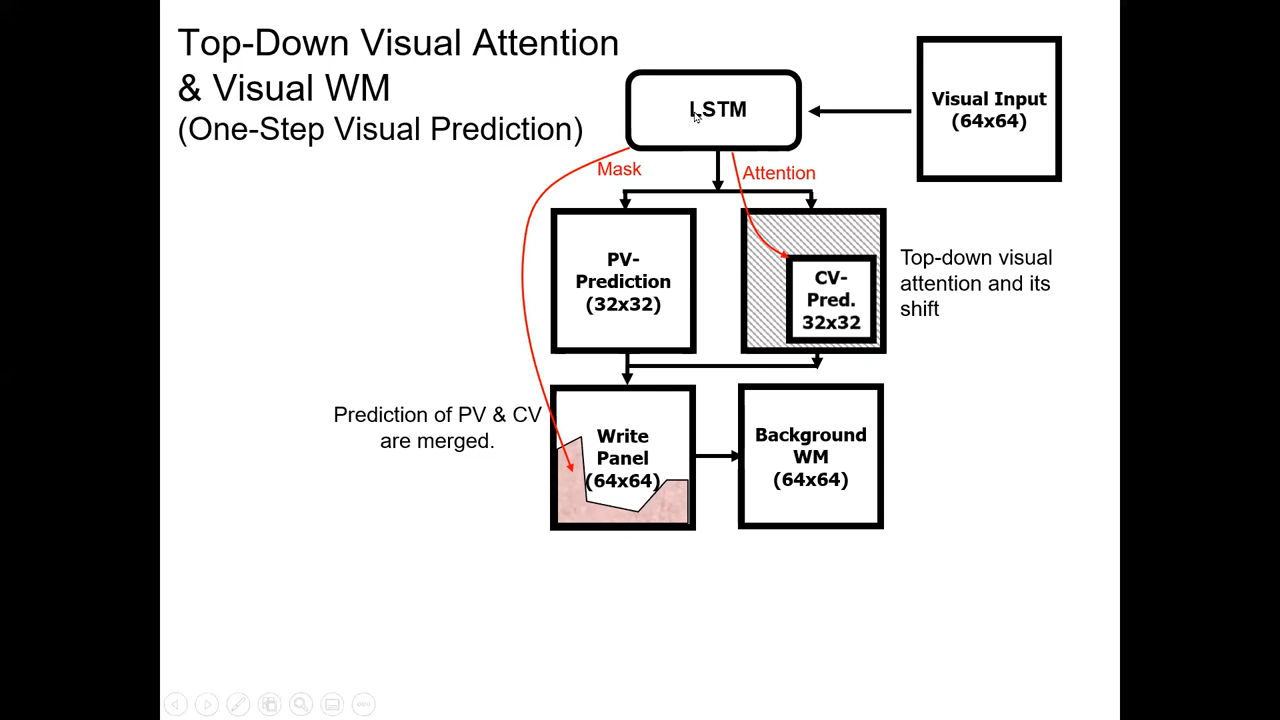 Top-Down Visual Attention
& Visual WM
(One-Step Visual Prediction)
LSTM
Visual Input
(64x64)
Mask
Attention
PV-
Prediction
(32x32)
CV-
Pred.
32x32
Top-down visual
attention and its
shift
Prediction of PV & CV
are merged.
Write
Panel
(64x64)
Background
WM
(64x64)